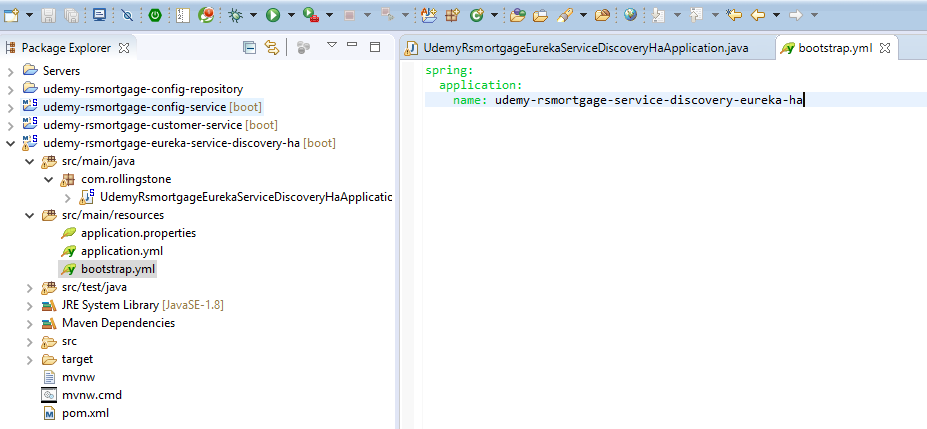 Package Explorer
Servers
udemy-rsmortgage-config-repository
udemy-rsmortgage-config-service [boot]
udemy-rsmortgage-customer-service [boot]
udemy-rsmortgage-eureka-service-discovery-ha [boot]
src/main/java
com.rollingstone
UdemyRsmortgageEurekaServiceDiscoveryHaApplicatic
src/main/resources
application.properties
application.yml
bootstrap.yml
src/test/java
JRE System Library [JavaSE-1.8]
Maven Dependencies
src
target
mvnw
mvnw.cmd
pom.xml
UdemyRsmortgageEurekaServiceDiscoveryHaApplication.java
bootstrap.yml
spring:
application:
name: udemy-rsmortgage-service-discovery-eureka-ha